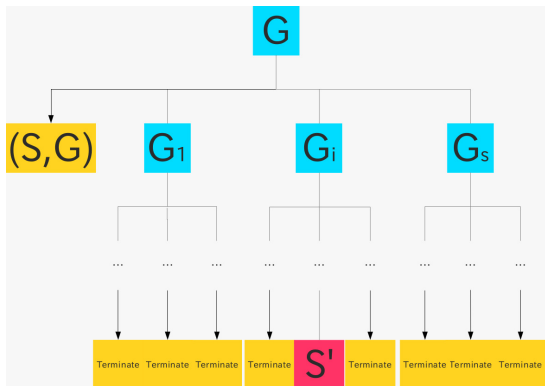 G
(S,G) G₁ Gᵢ Gₛ
... ... ... ... ... ... ... ... ...
Terminate Terminate Terminate Terminate S' Terminate Terminate Terminate Terminate